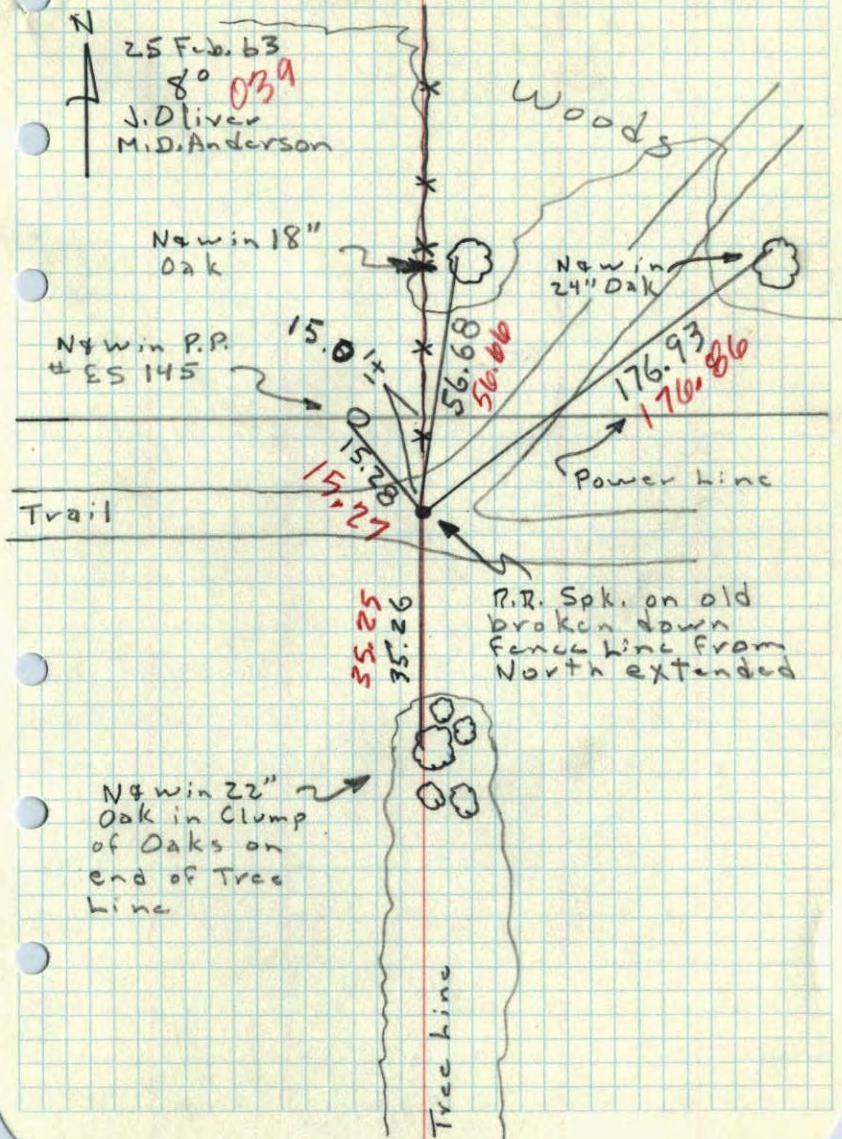 N
25 Feb. 63
8° 039
J. Oliver
M.D. Anderson
Woods
N & W in 18"
Oak
N & W in
24" Oak
N & W in P.P.
# ES 145
15.0
56.68
56.66
176.93
176.86
15.28
15.27
Power Line
Trail
35.25
35.26
R.R. Spk. on old
broken down
Fence Line From
North extended
N & W in 22"
Oak in Clump
of Oaks on
end of Tree
Line
Tree Line